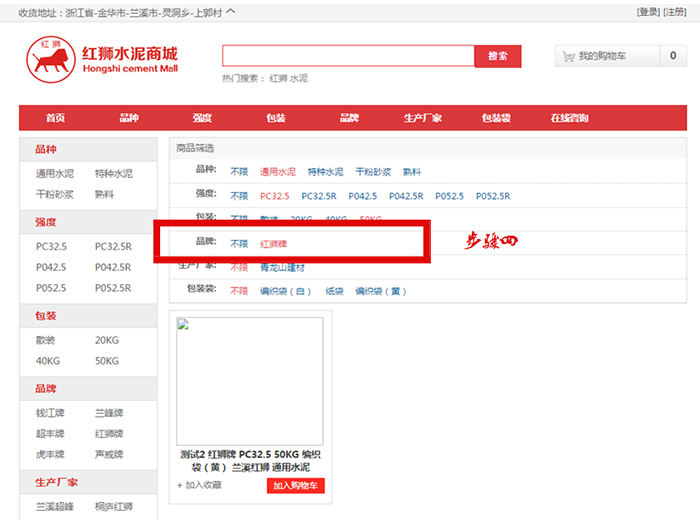 收货地址：浙江省-金华市-兰溪市-灵洞乡-上郭村
[登录] [注册]
红狮
红狮水泥商城
Hongshi cement Mall
搜索
我的购物车 0
热门搜索： 红狮 水泥
首页 品种 强度 包装 品牌 生产厂家 包装袋 在线咨询
品种
通用水泥 特种水泥
干粉砂浆 熟料
强度
PC32.5 PC32.5R
P042.5 P042.5R
P052.5 P052.5R
包装
散装 20KG
40KG 50KG
品牌
钱江牌 兰峰牌
超丰牌 红狮牌
虎丰牌 声威牌
生产厂家
兰溪超峰 桐庐红狮
商品筛选
品种: 不限 通用水泥 特种水泥 干粉砂浆 熟料
强度: 不限 PC32.5 PC32.5R P042.5 P042.5R P052.5 P052.5R
包装: 不限 散装 20KG 40KG 50KG
品牌: 不限 红狮牌
步骤四
生产厂家: 不限 青龙山建材
包装袋: 不限 编织袋（白） 纸袋 编织袋（黄）
测试2 红狮牌 PC32.5 50KG 编织
袋（黄） 兰溪红狮 通用水泥
+ 加入收藏 加入购物车